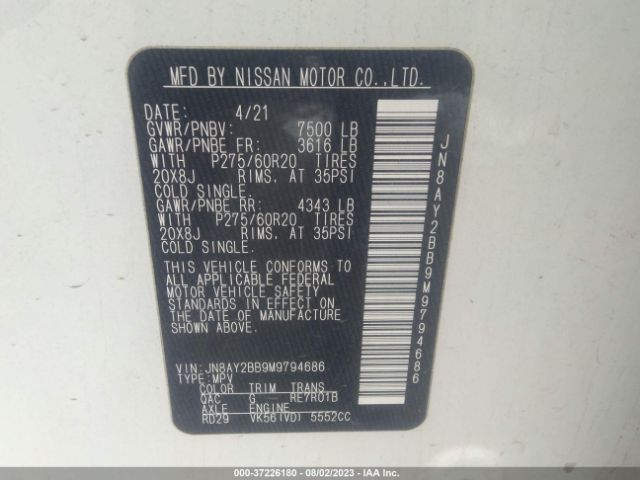 MFD BY NISSAN MOTOR CO.,LTD.
DATE: 4/21
GVWR/PNBV: 7500 LB
GAWR/PNBE FR: 3616 LB
WITH P275/60R20 TIRES
20X8J RIMS. AT 35PSI
COLD SINGLE.
GAWR/PNBE RR: 4343 LB
WITH P275/60R20 TIRES
20X8J RIMS. AT 35PSI
COLD SINGLE.
THIS VEHICLE CONFORMS TO
ALL APPLICABLE FEDERAL
MOTOR VEHICLE SAFETY
STANDARDS IN EFFECT ON
THE DATE OF MANUFACTURE
SHOWN ABOVE.
VIN:JN8AY2BB9M9794686
TYPE:MPV
COLOR TRIM TRANS
QAC G - RE7R01B
AXLE ENGINE
RD29 VK56(VD) 5552CC
JN8AY2BB9M9794686
000-37226180 - 08/02/2023 - IAA Inc.